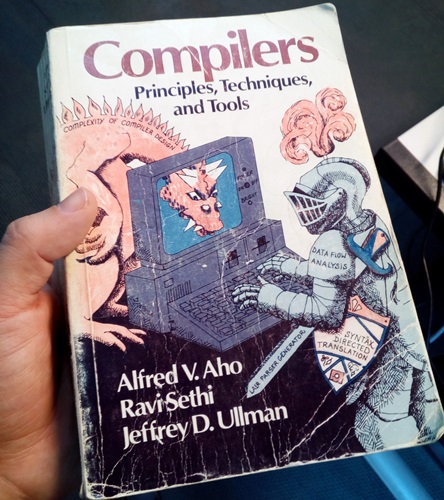 Compilers
Principles, Techniques,
and Tools
COMPLEXITY OF COMPILER DESIGN
DATA FLOW
ANALYSIS
SYNTAX
DIRECTED
TRANSLATION
LALR PARSER GENERATOR
Alfred V. Aho
Ravi Sethi
Jeffrey D. Ullman